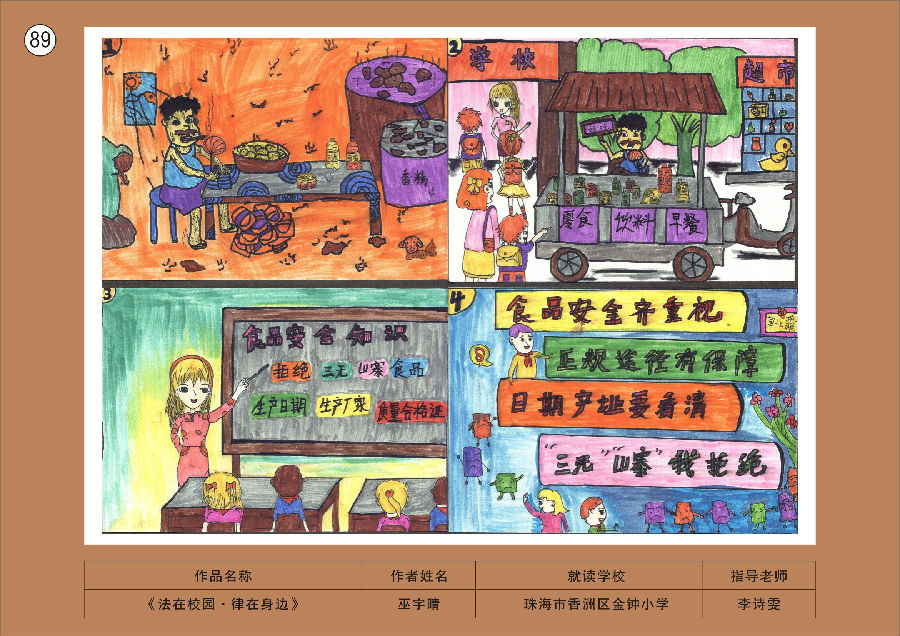 89
1
香精
2
学校
超市
零食 饮料 早餐
3
食品安全知识
拒绝 三无 山寨 食品
生产日期 生产厂家 质量合格证
4
食品安全齐重视
正规途径有保障
日期产址要看清
"三无""山寨"我拒绝
作品名称 作者姓名 就读学校 指导老师
《法在校园·律在身边》 巫宇晴 珠海市香洲区金钟小学 李诗雯